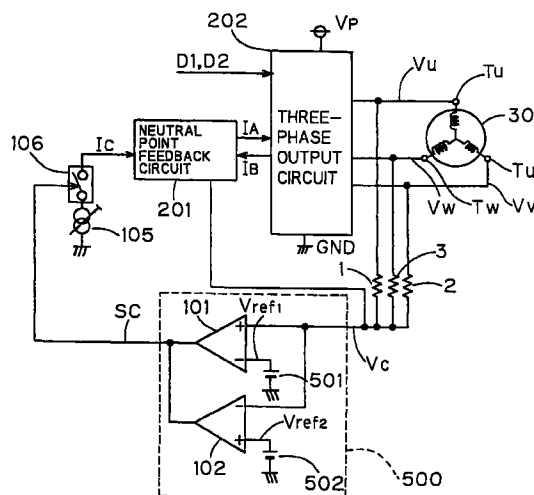 202
VP
D1,D2
Vu
Tu
30
106
Ic
NEUTRAL
POINT
FEEDBACK
CIRCUIT
IA
IB
THREE-
PHASE
OUTPUT
CIRCUIT
Tu
201
Vw
Tw
Vv
105
GND
3
1
2
SC
101
Vref1
Vc
501
Vref2
102
502
500